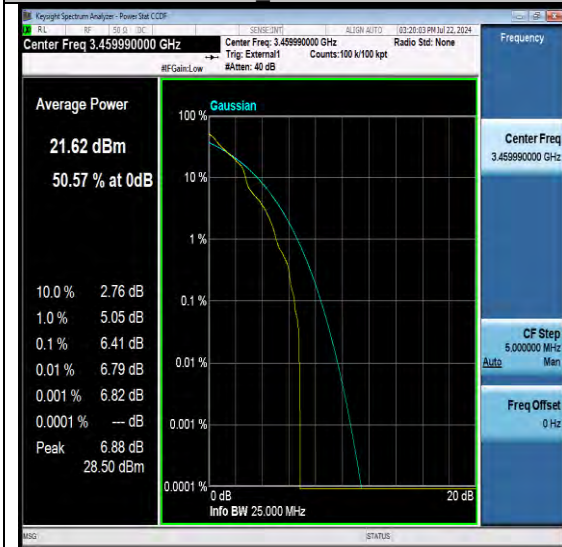 Keysight Spectrum Analyzer - Power Stat CCDF
RL RF 50 Ω DC SENSE:INT ALIGN AUTO 03:20:03 PM Jul 22, 2024
Center Freq 3.459990000 GHz
Center Freq: 3.459990000 GHz Radio Std: None
Trig: External1 Counts:100 k/100 kpt
#IFGain:Low #Atten: 40 dB
Frequency
Average Power
21.62 dBm
50.57 % at 0dB
10.0 % 2.76 dB
1.0 % 5.05 dB
0.1 % 6.41 dB
0.01 % 6.79 dB
0.001 % 6.82 dB
0.0001 % --- dB
Peak 6.88 dB
28.50 dBm
Gaussian
100 %
10 %
1 %
0.1 %
0.01 %
0.001 %
0.0001 %
0 dB 20 dB
Info BW 25.000 MHz
Center Freq
3.459990000 GHz
CF Step
5.000000 MHz
Auto Man
Freq Offset
0 Hz
MSG STATUS